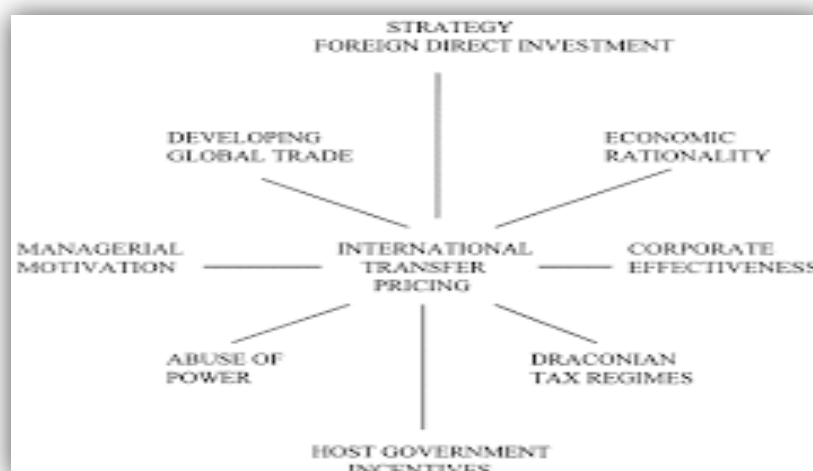 STRATEGY
FOREIGN DIRECT INVESTMENT
DEVELOPING
GLOBAL TRADE
ECONOMIC
RATIONALITY
MANAGERIAL
MOTIVATION
INTERNATIONAL
TRANSFER
PRICING
CORPORATE
EFFECTIVENESS
ABUSE OF
POWER
DRACONIAN
TAX REGIMES
HOST GOVERNMENT
INCENTIVES